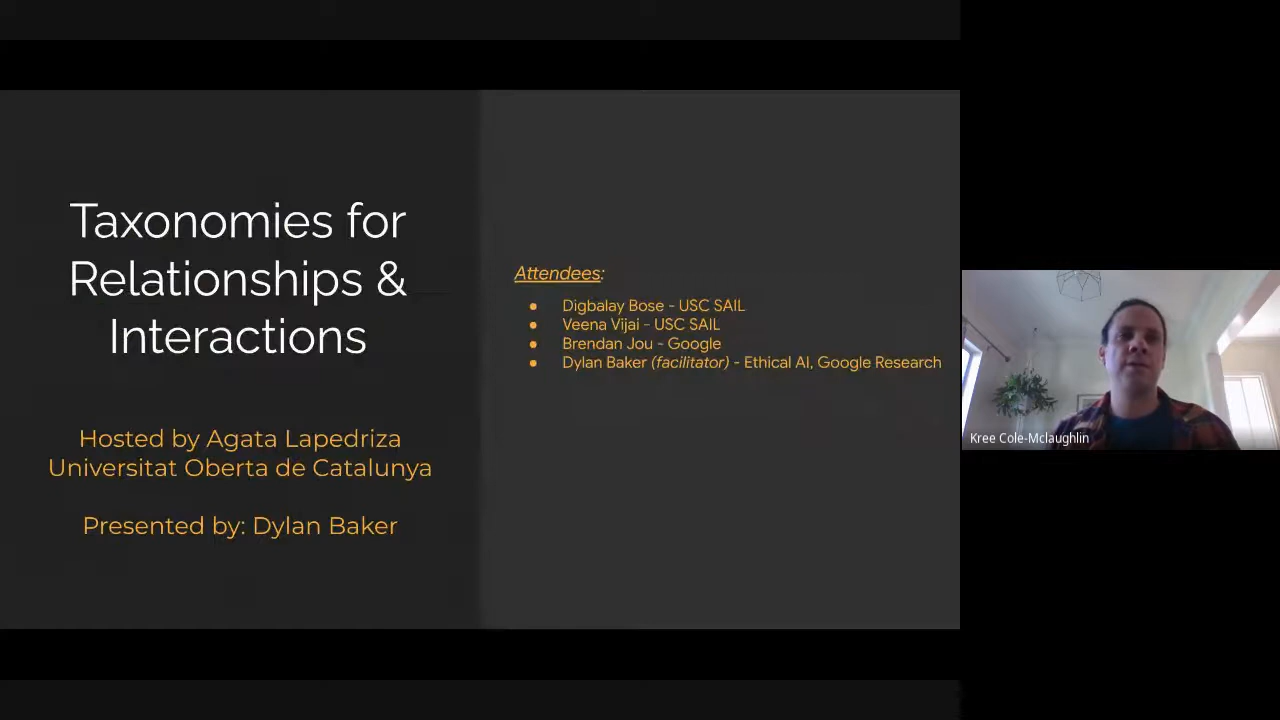 Taxonomies for
Relationships &
Interactions
Hosted by Agata Lapedriza
Universitat Oberta de Catalunya
Presented by: Dylan Baker
Attendees:
● Digbalay Bose - USC SAIL
● Veena Vijai - USC SAIL
● Brendan Jou - Google
● Dylan Baker (facilitator) - Ethical AI, Google Research
Kree Cole-Mclaughlin